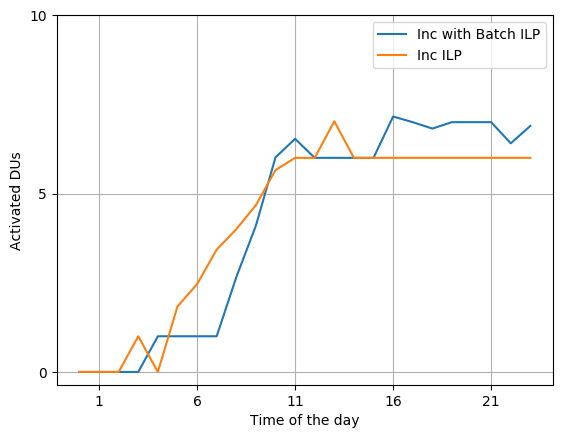 10
5
0
Activated DUs
Inc with Batch ILP
Inc ILP
1 6 11 16 21
Time of the day